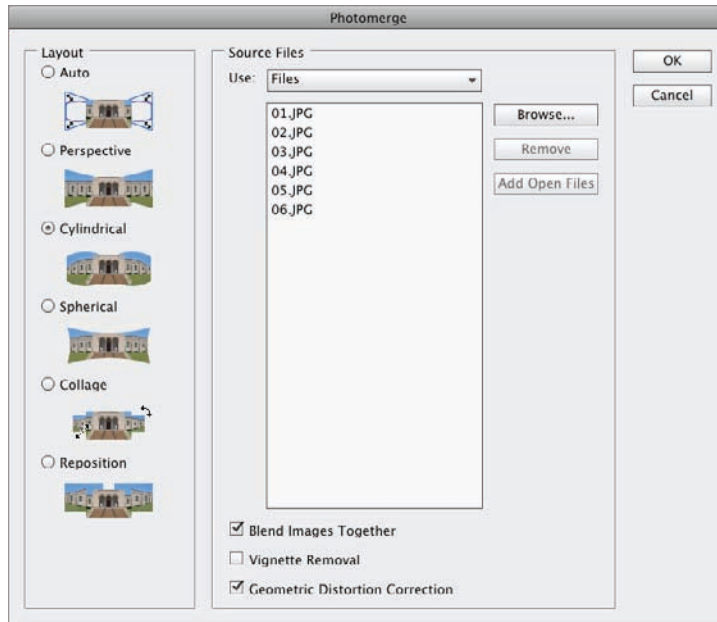 Photomerge
Layout
Auto
Perspective
Cylindrical
Spherical
Collage
Reposition
Source Files
Use: Files
01.JPG
02.JPG
03.JPG
04.JPG
05.JPG
06.JPG
Browse...
Remove
Add Open Files
Blend Images Together
Vignette Removal
Geometric Distortion Correction
OK
Cancel